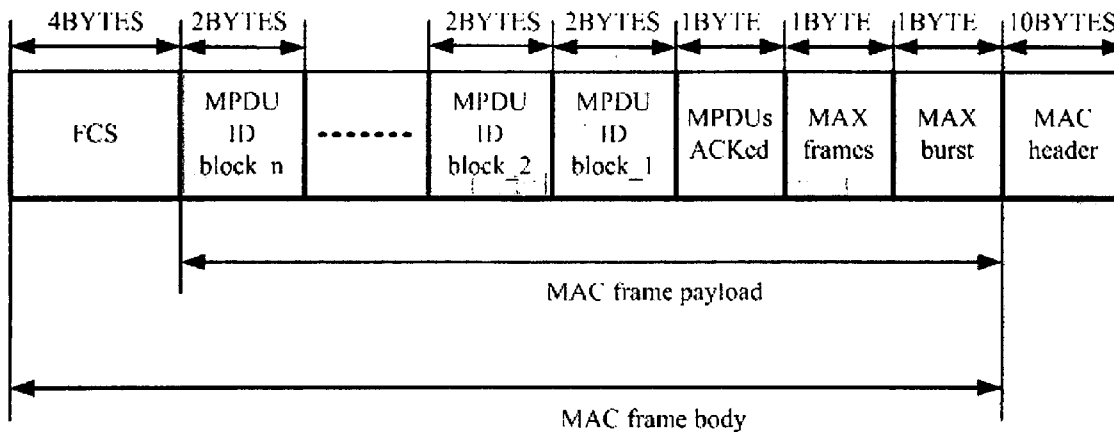 4BYTES 2BYTES 2BYTES 2BYTES 1BYTE 1BYTE 1BYTE 10BYTES
FCS
MPDU
ID
block_n
MPDU
ID
block_2
MPDU
ID
block_1
MPDUs
ACKed
MAX
frames
MAX
burst
MAC
header
MAC frame payload
MAC frame body